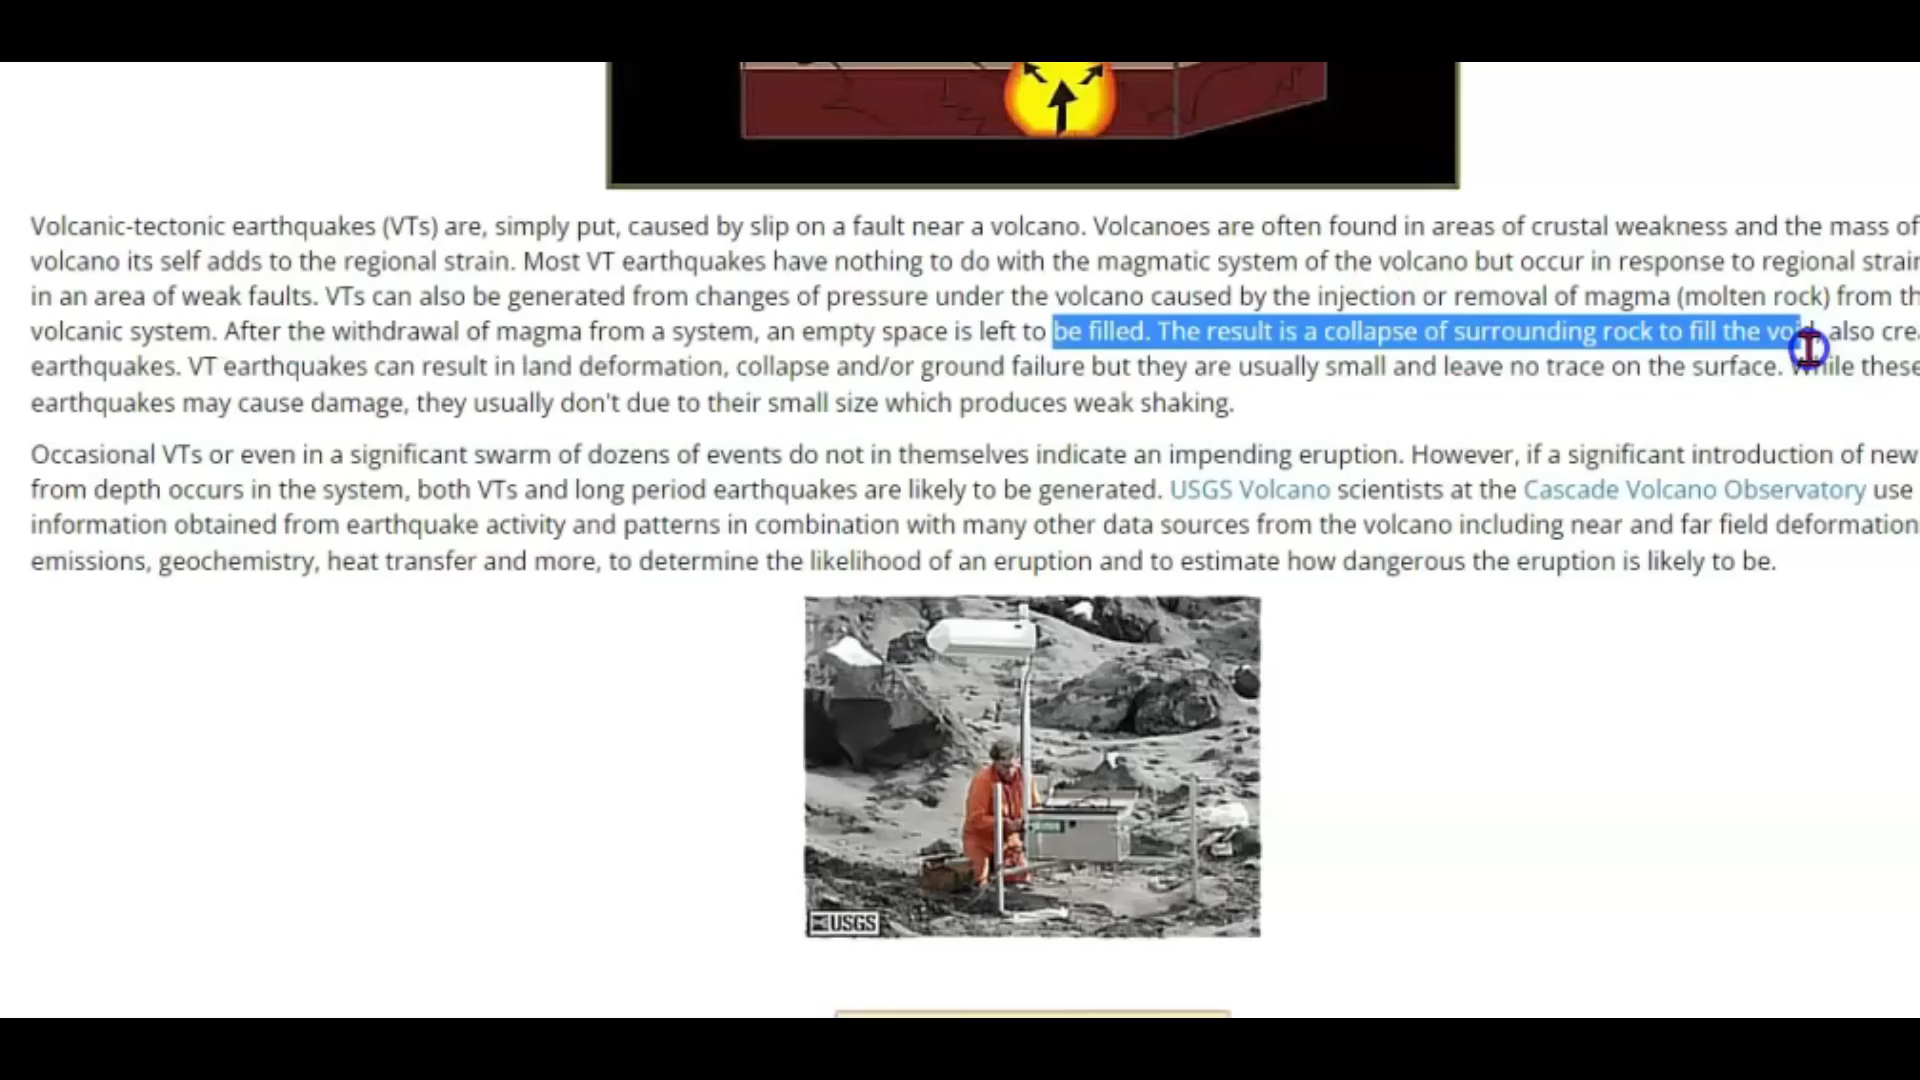 Volcanic-tectonic earthquakes (VTs) are, simply put, caused by slip on a fault near a volcano. Volcanoes are often found in areas of crustal weakness and the mass of
volcano its self adds to the regional strain. Most VT earthquakes have nothing to do with the magmatic system of the volcano but occur in response to regional strain
in an area of weak faults. VTs can also be generated from changes of pressure under the volcano caused by the injection or removal of magma (molten rock) from th
volcanic system. After the withdrawal of magma from a system, an empty space is left to be filled. The result is a collapse of surrounding rock to fill the void, also crea
earthquakes. VT earthquakes can result in land deformation, collapse and/or ground failure but they are usually small and leave no trace on the surface. While these
earthquakes may cause damage, they usually don't due to their small size which produces weak shaking.
Occasional VTs or even in a significant swarm of dozens of events do not in themselves indicate an impending eruption. However, if a significant introduction of new
from depth occurs in the system, both VTs and long period earthquakes are likely to be generated. USGS Volcano scientists at the Cascade Volcano Observatory use
information obtained from earthquake activity and patterns in combination with many other data sources from the volcano including near and far field deformation
emissions, geochemistry, heat transfer and more, to determine the likelihood of an eruption and to estimate how dangerous the eruption is likely to be.
USGS